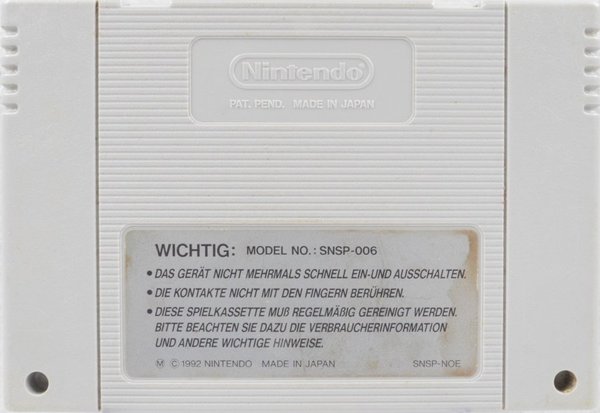 Nintendo
PAT. PEND. MADE IN JAPAN
WICHTIG: MODEL NO.: SNSP-006
• DAS GERÄT NICHT MEHRMALS SCHNELL EIN-UND AUSSCHALTEN.
• DIE KONTAKTE NICHT MIT DEN FINGERN BERÜHREN.
• DIESE SPIELKASSETTE MUß REGELMÄßIG GEREINIGT WERDEN.
BITTE BEACHTEN SIE DAZU DIE VERBRAUCHERINFORMATION
UND ANDERE WICHTIGE HINWEISE.
Ⓜ © 1992 NINTENDO MADE IN JAPAN SNSP-NOE